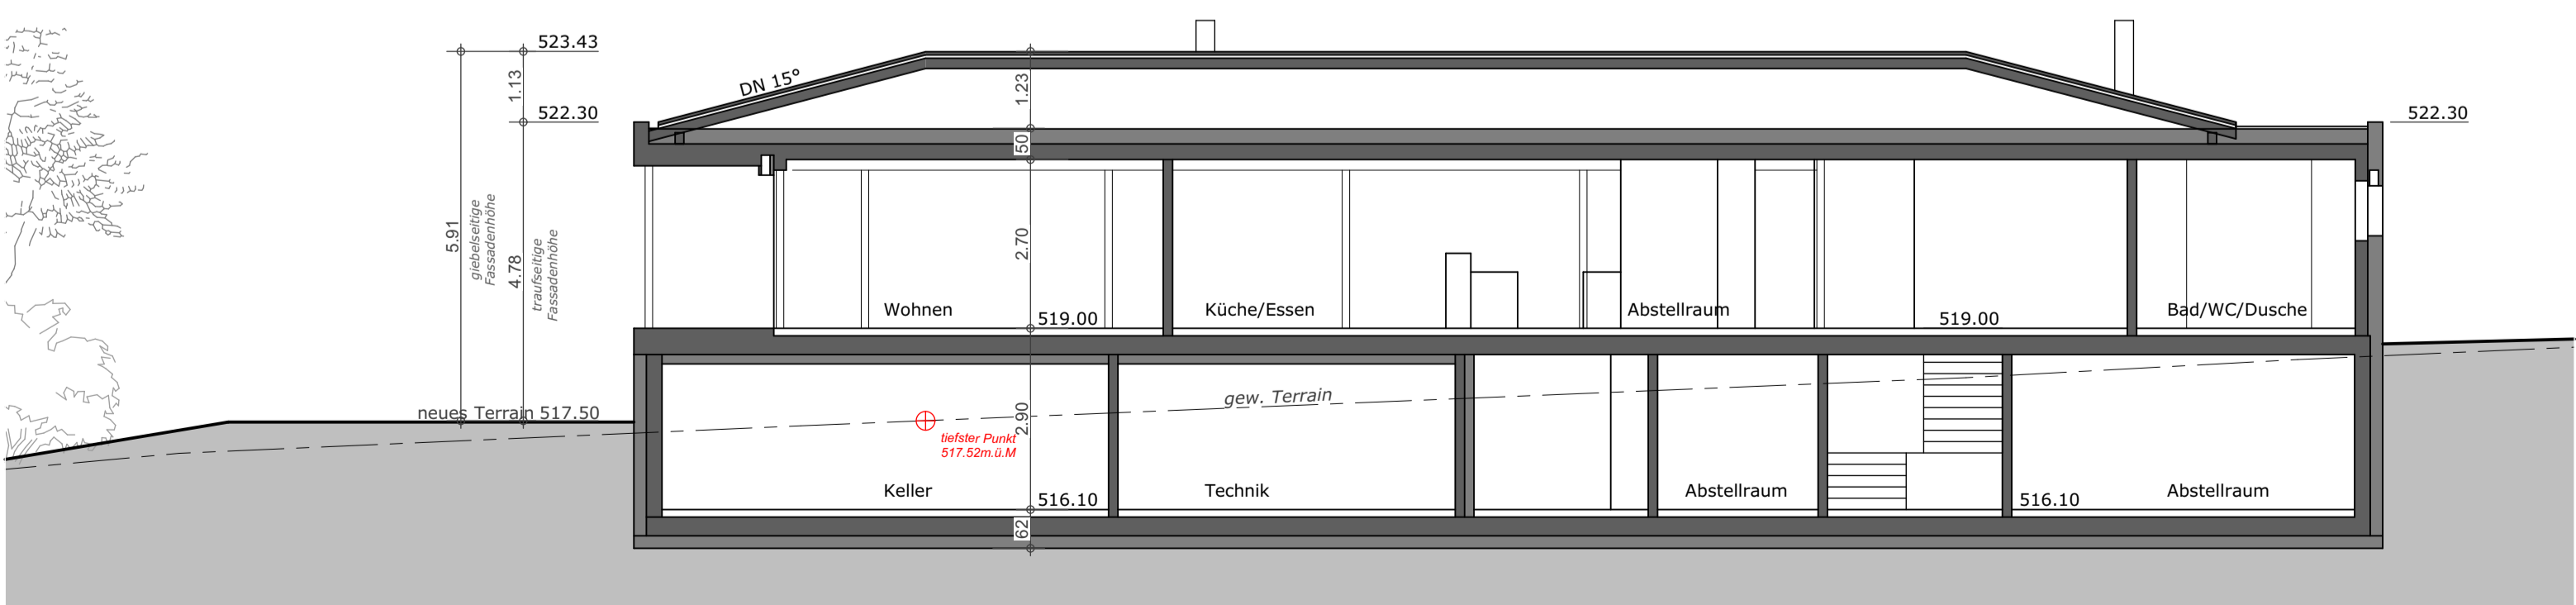 523.43
1.13
522.30
DN 15°
1.23
522.30
50
5.91
giebelseitige
Fassadenhöhe
4.78
traufseitige
Fassadenhöhe
2.70
Wohnen
519.00
Küche/Essen
Abstellraum
519.00
Bad/WC/Dusche
neues Terrain 517.50
gew. Terrain
2.90
tiefster Punkt
517.52m.ü.M
Keller
516.10
Technik
Abstellraum
516.10
Abstellraum
62